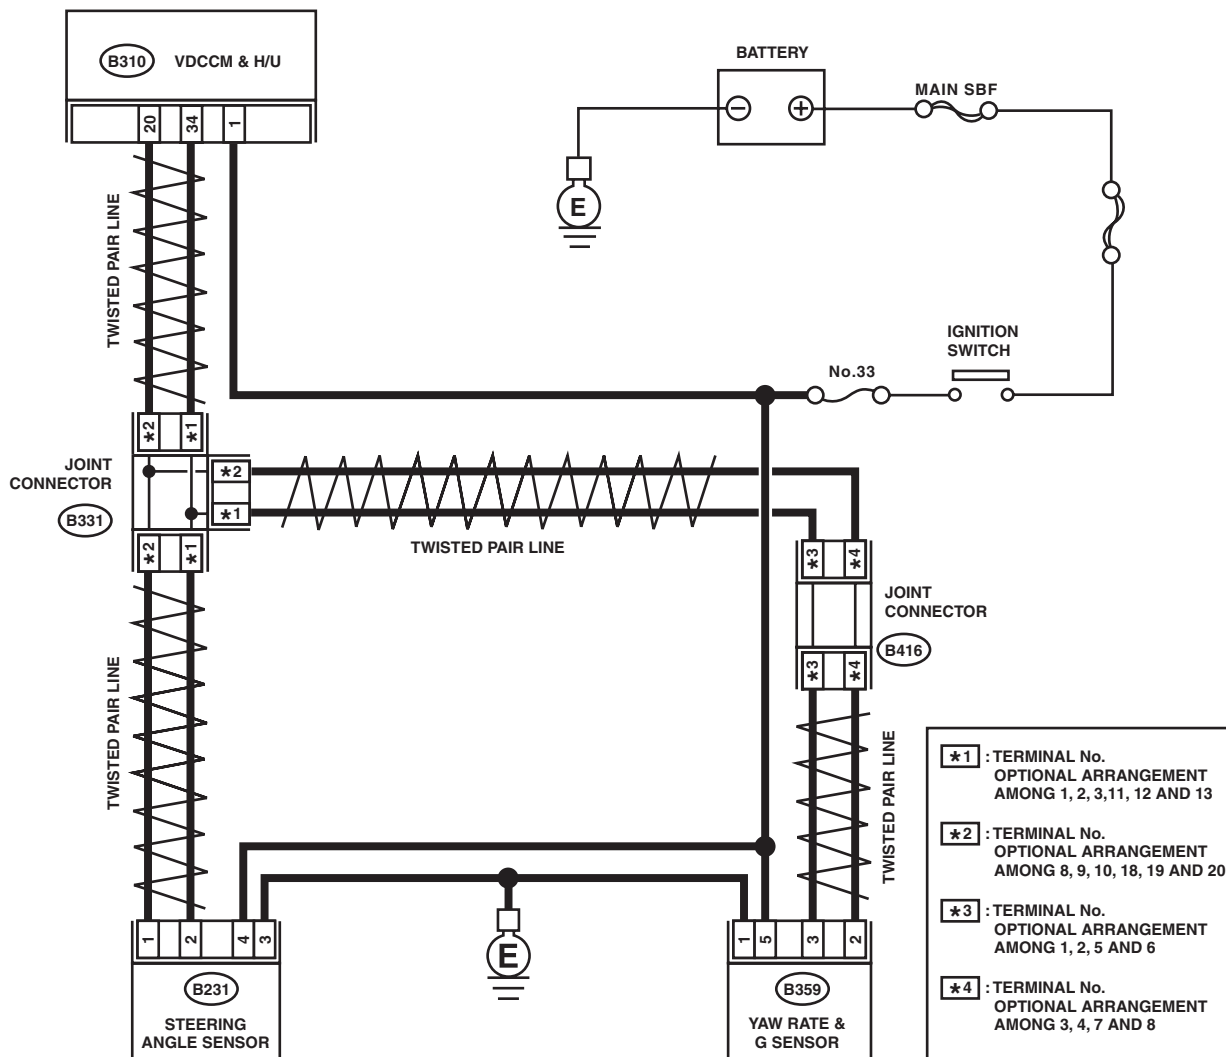 B310 VDCCM & H/U
20 34 1
BATTERY
− +
MAIN SBF
E
TWISTED PAIR LINE
IGNITION
SWITCH
No.33
*2 *1
JOINT
CONNECTOR
B331
*2
*1
TWISTED PAIR LINE
*2 *1
*3 *4
JOINT
CONNECTOR
B416
*3 *4
TWISTED PAIR LINE
TWISTED PAIR LINE
1 2 4 3
B231
STEERING
ANGLE SENSOR
E
1 5 3 2
B359
YAW RATE &
G SENSOR
*1 : TERMINAL No.
OPTIONAL ARRANGEMENT
AMONG 1, 2, 3,11, 12 AND 13
*2 : TERMINAL No.
OPTIONAL ARRANGEMENT
AMONG 8, 9, 10, 18, 19 AND 20
*3 : TERMINAL No.
OPTIONAL ARRANGEMENT
AMONG 1, 2, 5 AND 6
*4 : TERMINAL No.
OPTIONAL ARRANGEMENT
AMONG 3, 4, 7 AND 8